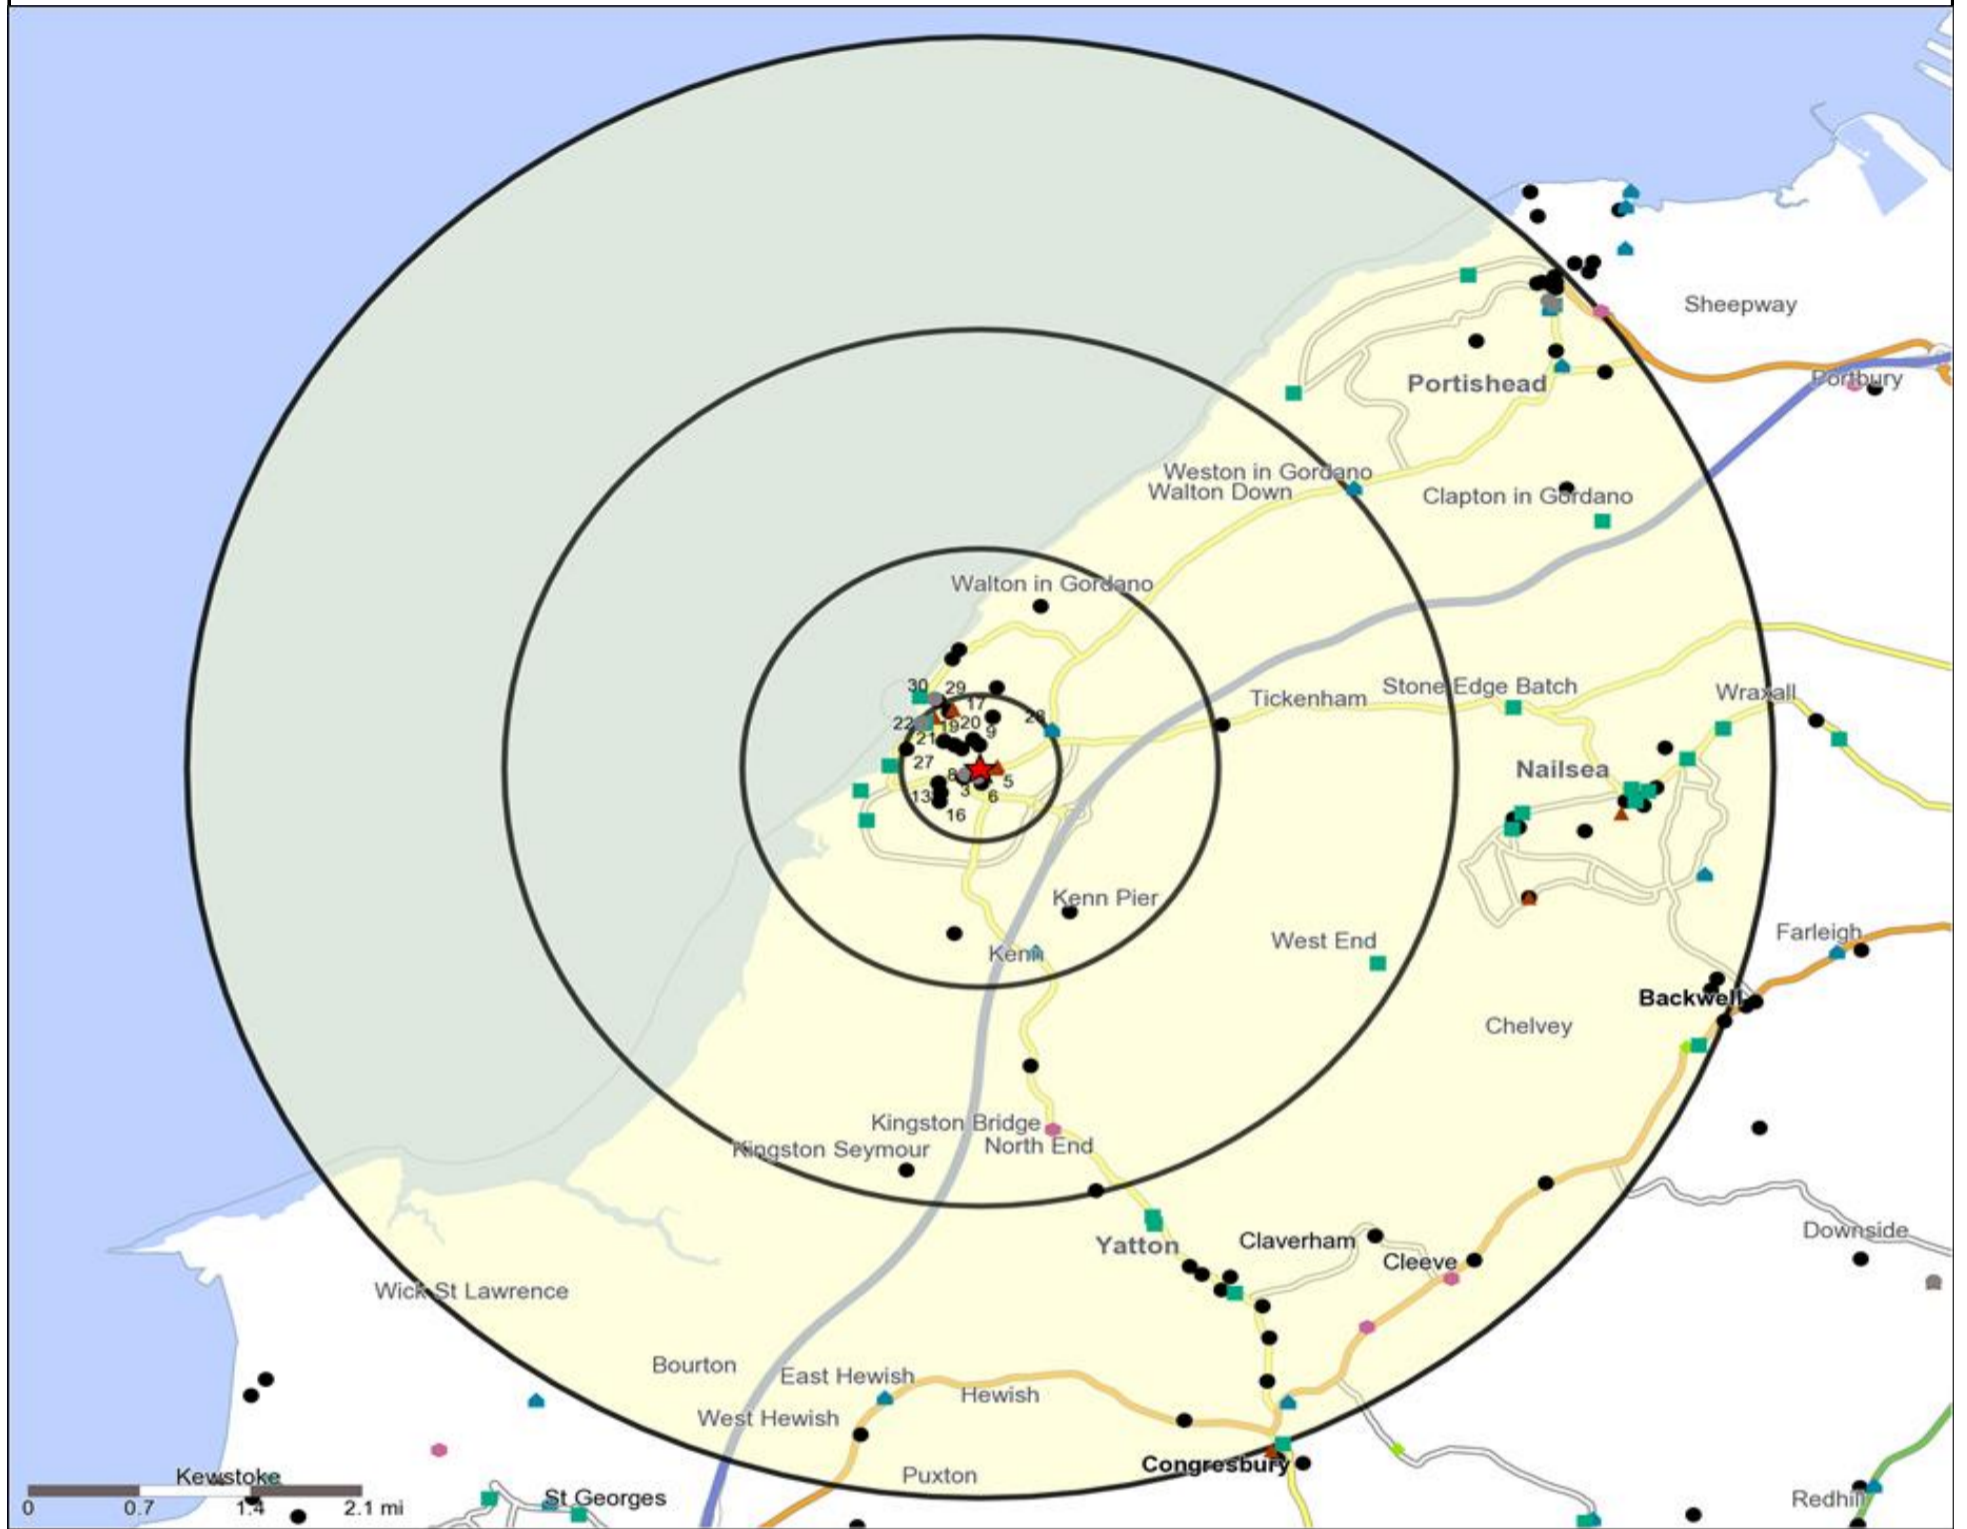 Sheepway
Portbury
Portishead
Weston in Gordano
Walton Down
Clapton in Gordano
Walton in Gordano
30
29
17
22
19
20
28
21
9
27
8
5
13
3
6
16
Tickenham
Stone Edge Batch
Wraxall
Nailsea
Kenn Pier
Kenn
West End
Farleigh
Backwell
Chelvey
Kingston Bridge
North End
Kingston Seymour
Yatton
Claverham
Cleeve
Downside
Wick St Lawrence
Bourton
East Hewish
Hewish
West Hewish
Congresbury
Puxton
Kewstoke
St Georges
Redhill
0 0.7 1.4 2.1 mi